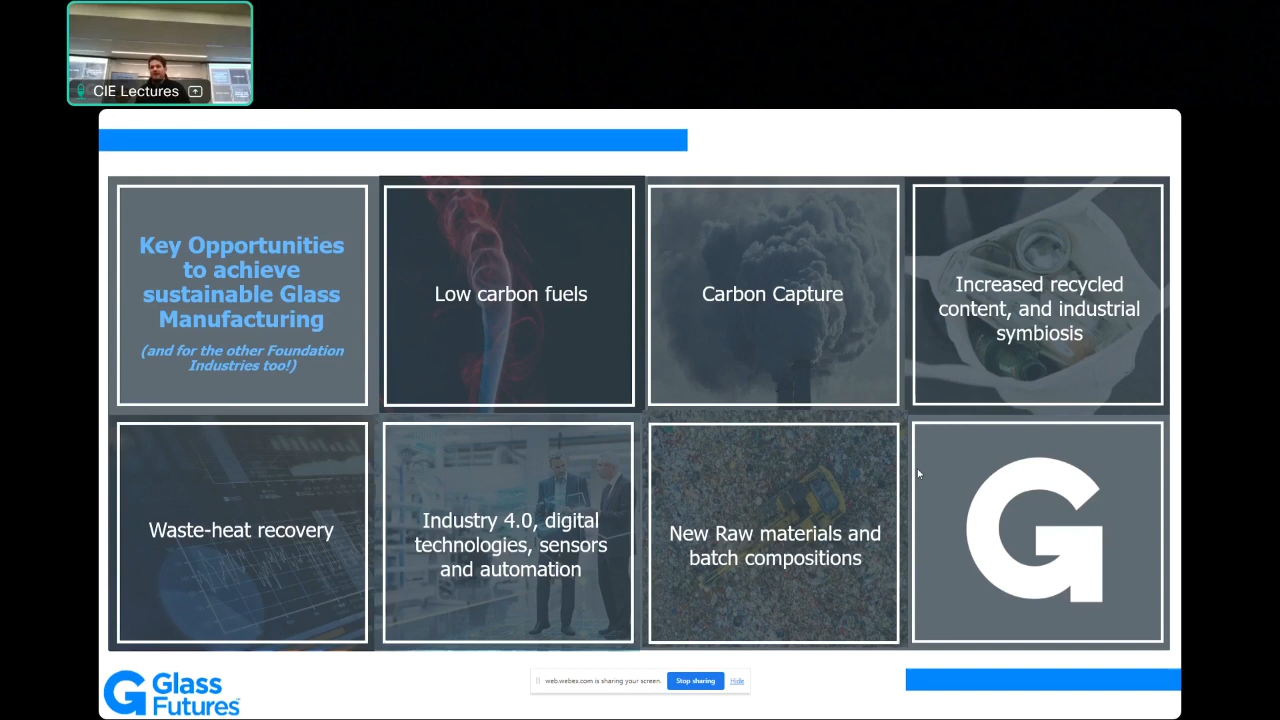 CIE Lectures
Key Opportunities
to achieve
sustainable Glass
Manufacturing
(and for the other Foundation
Industries too!)
Low carbon fuels
Carbon Capture
Increased recycled
content, and industrial
symbiosis
Waste-heat recovery
Industry 4.0, digital
technologies, sensors
and automation
New Raw materials and
batch compositions
G
Glass
Futures™
web.webex.com is sharing your screen.
Stop sharing
Hide